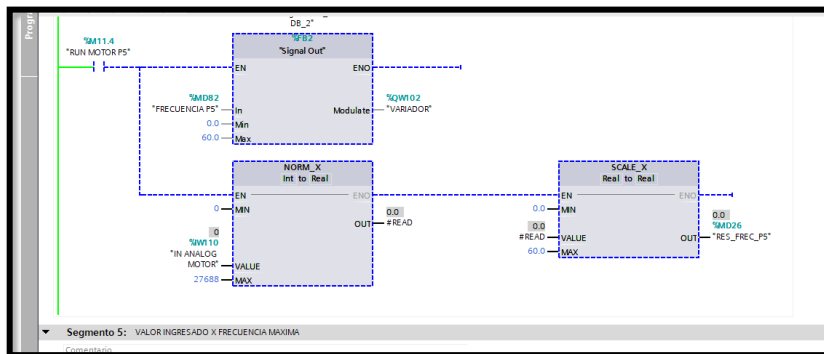 Progra
DB_2"
%M11.4
"RUN MOTOR P5"
%FB2
"Signal Out"
EN
ENO
%MD82
"FRECUENCIA P5"
In
0.0
Min
60.0
Max
Modulate
%QW102
"VARIADOR"
NORM_X
Int to Real
EN
ENO
0
MIN
OUT
0.0
#READ
0
%IW110
"IN ANALOG
MOTOR"
VALUE
27688
MAX
SCALE_X
Real to Real
EN
ENO
0.0
MIN
0.0
#READ
VALUE
60.0
MAX
OUT
0.0
%MD26
"RES_FREC_P5"
Segmento 5: VALOR INGRESADO X FRECUENCIA MAXIMA
Comentario